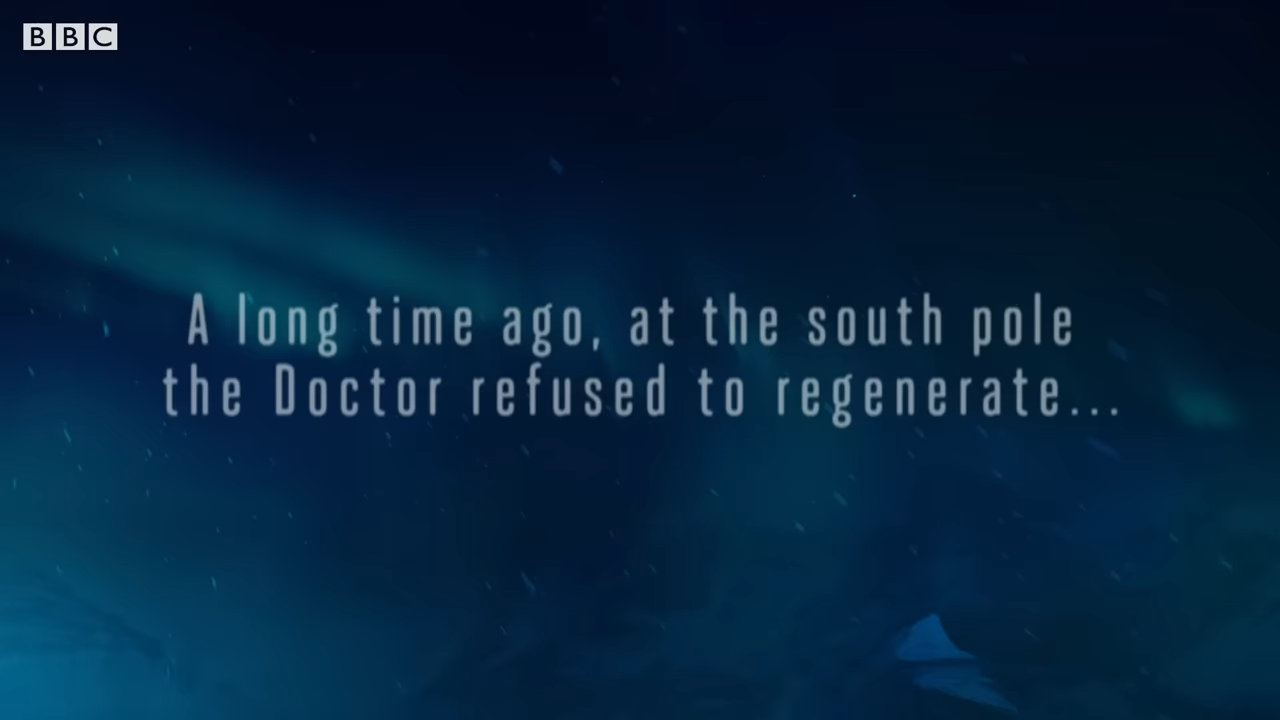 BBC
A long time ago, at the south pole
the Doctor refused to regenerate...